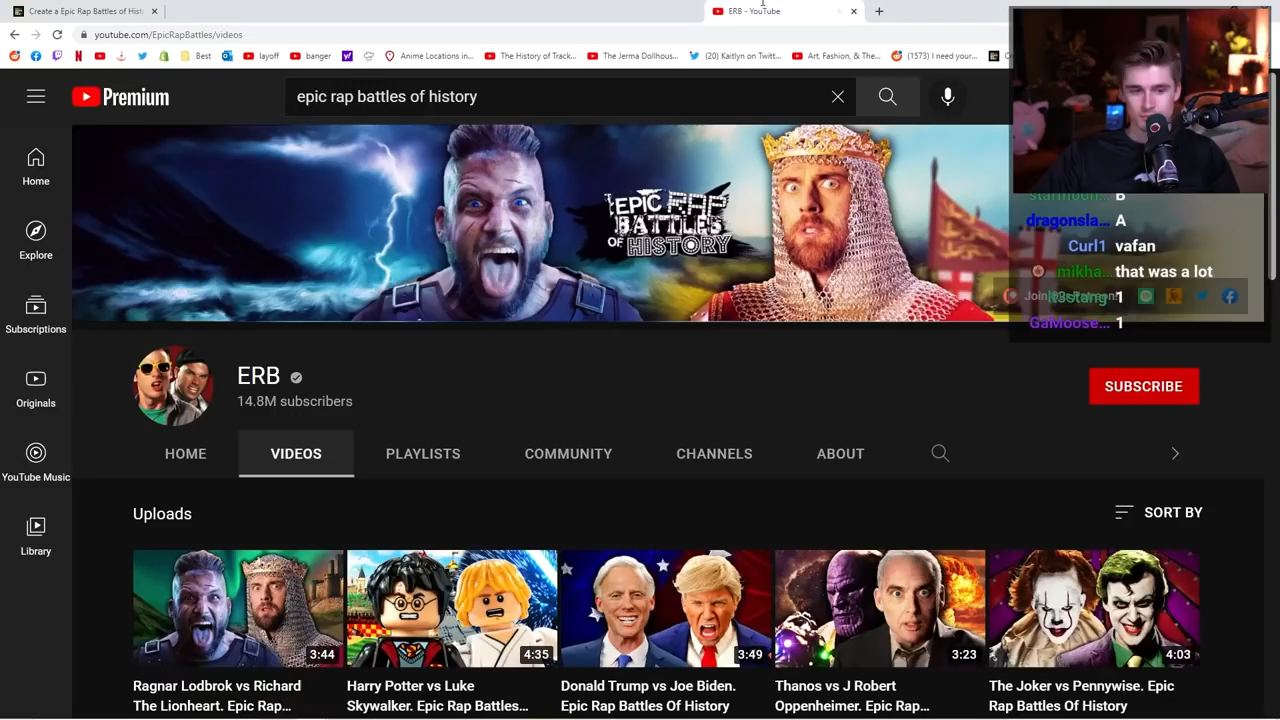 Create a Epic Rap Battles of Hist
ERB - YouTube
youtube.com/EpicRapBattles/videos
Best
layoff
banger
Anime Locations in...
The History of Track...
The Jerma Dollhous...
(20) Kaitlyn on Twitt...
Art, Fashion, & The...
(1573) I need your...
Premium
epic rap battles of history
EPIC RAP
BATTLES
OF HISTORY
B
dragonsla... A
Curl1 vafan
mikha... that was a lot
1
GaMoose... 1
Home
Explore
Subscriptions
Originals
YouTube Music
Library
ERB
14.8M subscribers
SUBSCRIBE
HOME
VIDEOS
PLAYLISTS
COMMUNITY
CHANNELS
ABOUT
Uploads
SORT BY
3:44
4:35
3:49
3:23
4:03
Ragnar Lodbrok vs Richard
The Lionheart. Epic Rap...
Harry Potter vs Luke
Skywalker. Epic Rap Battles...
Donald Trump vs Joe Biden.
Epic Rap Battles Of History
Thanos vs J Robert
Oppenheimer. Epic Rap...
The Joker vs Pennywise. Epic
Rap Battles Of History